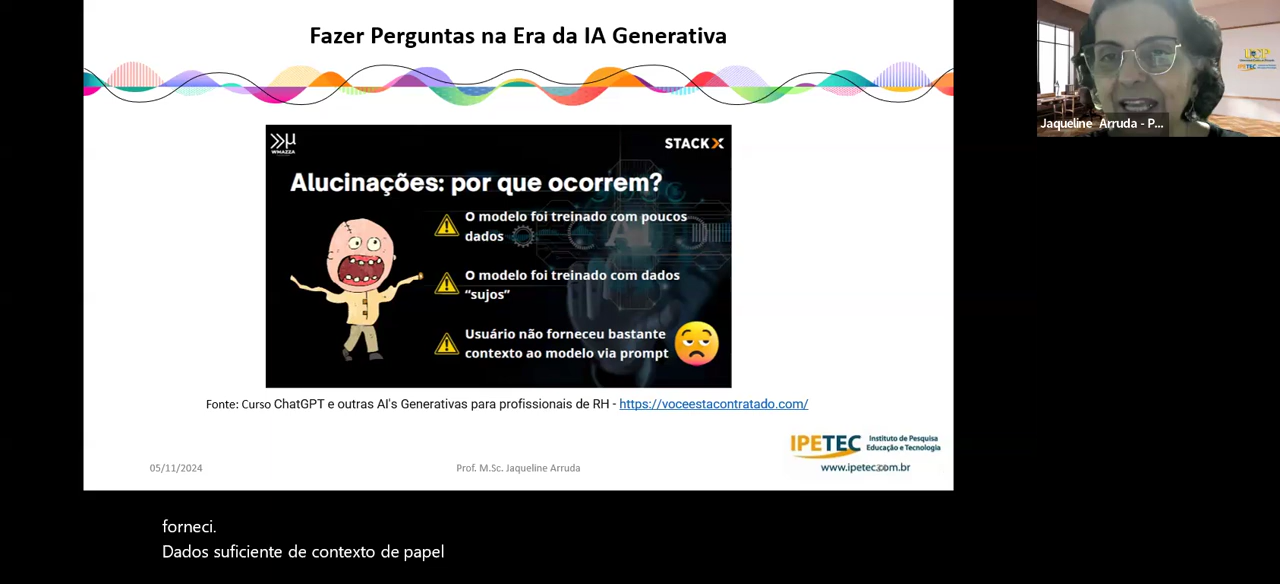 Fazer Perguntas na Era da IA Generativa
WMAZZA
STACKX
Alucinações: por que ocorrem?
O modelo foi treinado com poucos
dados
O modelo foi treinado com dados
“sujos”
Usuário não forneceu bastante
contexto ao modelo via prompt
Fonte: Curso ChatGPT e outras AI's Generativas para profissionais de RH - https://voceestacontratado.com/
IPETEC Instituto de Pesquisa
Educação e Tecnologia
www.ipetec.com.br
05/11/2024
Prof. M.Sc. Jaqueline Arruda
Jaqueline Arruda - P...
IPETEC
forneci.
Dados suficiente de contexto de papel